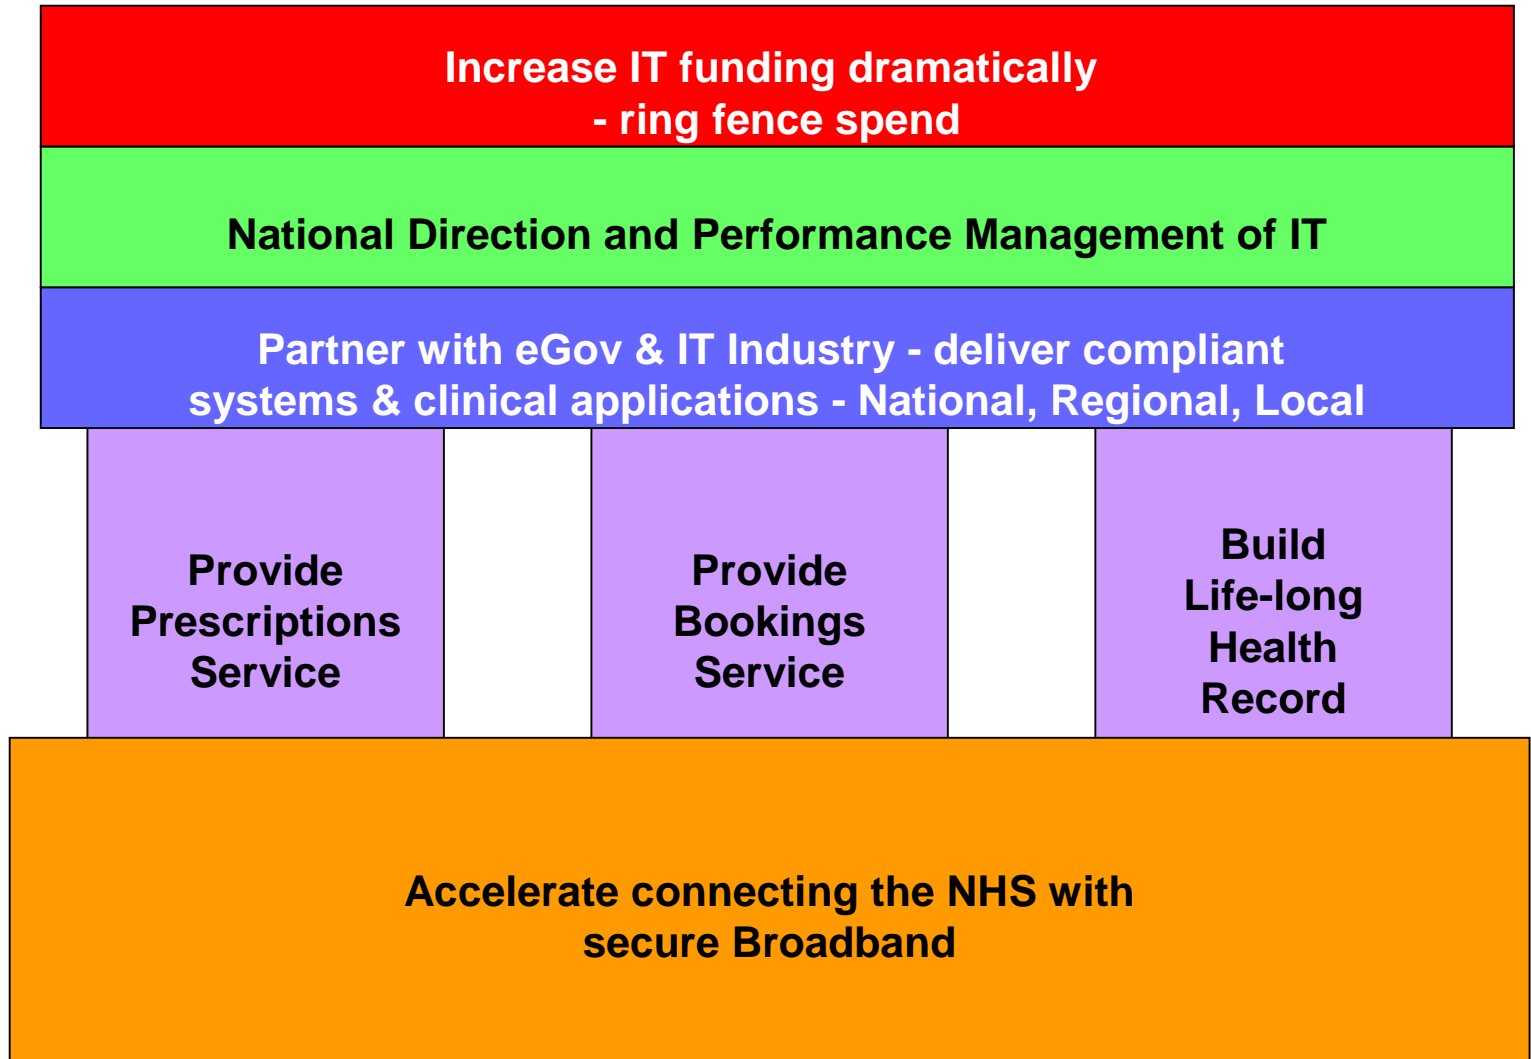 Increase IT funding dramatically
- ring fence spend
National Direction and Performance Management of IT
Partner with eGov & IT Industry - deliver compliant
systems & clinical applications - National, Regional, Local
Provide
Prescriptions
Service
Provide
Bookings
Service
Build
Life-long
Health
Record
Accelerate connecting the NHS with
secure Broadband